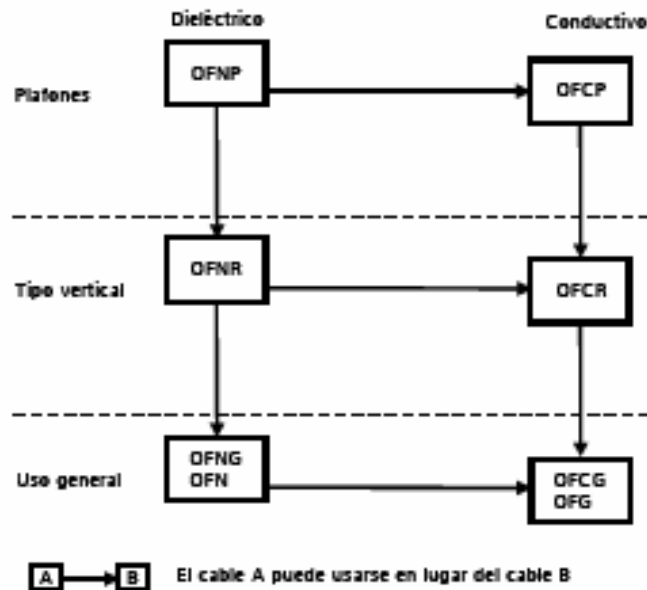 Dieléctrico
Conductivo
OFNP
OFCP
Plafones
OFNR
OFCR
Tipo vertical
OFNG
OFN
OFCG
OFG
Uso general
A
B
El cable A puede usarse en lugar del cable B